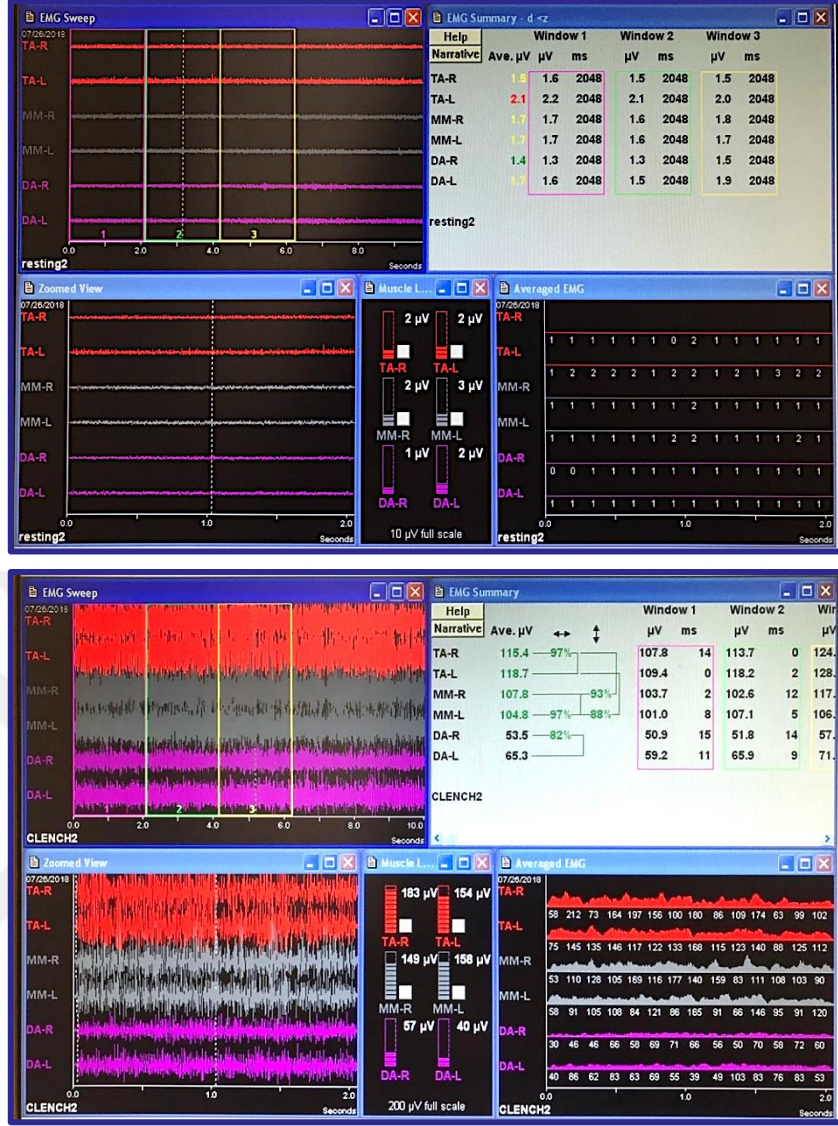 EMG Sweep
07/26/2018
TA-R
TA-L
MM-R
MM-L
DA-R
DA-L
1 2 3
0.0 2.0 4.0 6.0 8.0
resting2
Seconds
EMG Summary - d <z
Help
Narrative
Window 1 Window 2 Window 3
Ave. µV µV ms µV ms µV ms
TA-R 1.5 1.6 2048 1.5 2048 1.5 2048
TA-L 2.1 2.2 2048 2.1 2048 2.0 2048
MM-R 1.7 1.7 2048 1.6 2048 1.8 2048
MM-L 1.7 1.7 2048 1.6 2048 1.7 2048
DA-R 1.4 1.3 2048 1.3 2048 1.5 2048
DA-L 1.7 1.6 2048 1.5 2048 1.9 2048
resting2
Zoomed View
07/26/2018
TA-R
TA-L
MM-R
MM-L
DA-R
DA-L
0.0 1.0 2.0
resting2
Seconds
Muscle L...
2 µV 2 µV
TA-R TA-L
2 µV 3 µV
MM-R MM-L
1 µV 2 µV
DA-R DA-L
10 µV full scale
Averaged EMG
07/26/2018
TA-R
1 1 1 1 1 1 0 2 1 1 1 1 1 1
TA-L
1 2 2 2 2 1 2 2 1 2 1 3 2 2
MM-R
1 1 1 1 1 1 1 2 1 1 1 1 1 1
MM-L
1 1 1 1 1 1 2 2 1 1 1 1 2 1
DA-R
0 0 1 1 1 1 1 1 1 1 1 1 1 1
DA-L
1 1 1 1 1 1 1 1 1 1 1 1 1 1
0.0 1.0 2.0
resting2
Seconds
EMG Sweep
07/26/2018
TA-R
TA-L
MM-R
MM-L
DA-R
DA-L
1 2 3
0.0 2.0 4.0 6.0 8.0 10.0
CLENCH2
Seconds
EMG Summary
Help
Narrative
Window 1 Window 2 Win
Ave. µV µV ms µV ms µV
TA-R 115.4 97% 107.8 14 113.7 0 124.
TA-L 118.7 109.4 0 118.2 2 128.
MM-R 107.8 93% 103.7 2 102.6 12 117.
MM-L 104.8 97% 88% 101.0 8 107.1 5 106.
DA-R 53.5 82% 50.9 15 51.8 14 57.
DA-L 65.3 59.2 11 65.9 9 71.
CLENCH2
Zoomed View
07/26/2018
TA-R
TA-L
MM-R
MM-L
DA-R
DA-L
0.0 1.0 2.0
CLENCH2
Seconds
Muscle L...
183 µV 154 µV
TA-R TA-L
149 µV 158 µV
MM-R MM-L
57 µV 40 µV
DA-R DA-L
200 µV full scale
Averaged EMG
07/26/2018
TA-R
58 212 73 164 197 156 100 180 86 109 174 63 99 102
TA-L
75 145 135 146 117 122 133 168 115 123 140 88 125 112
MM-R
53 110 128 105 169 116 177 140 159 83 111 108 103 90
MM-L
58 91 105 108 84 121 86 165 91 66 146 95 91 120
DA-R
30 46 46 66 58 69 71 66 56 50 70 58 72 60
DA-L
40 86 62 83 63 69 55 39 49 103 83 76 83 53
0.0 1.0 2.0
CLENCH2
Seconds